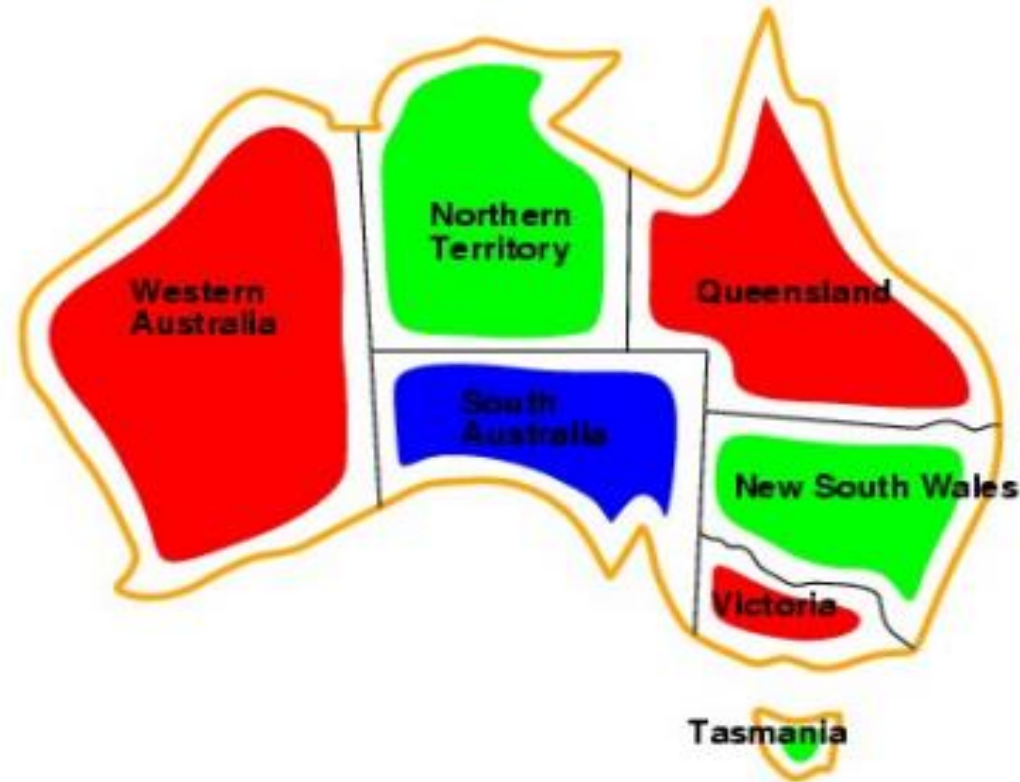 Northern
Territory
Western
Australia
Queensland
South
Australia
New South Wales
Victoria
Tasmania